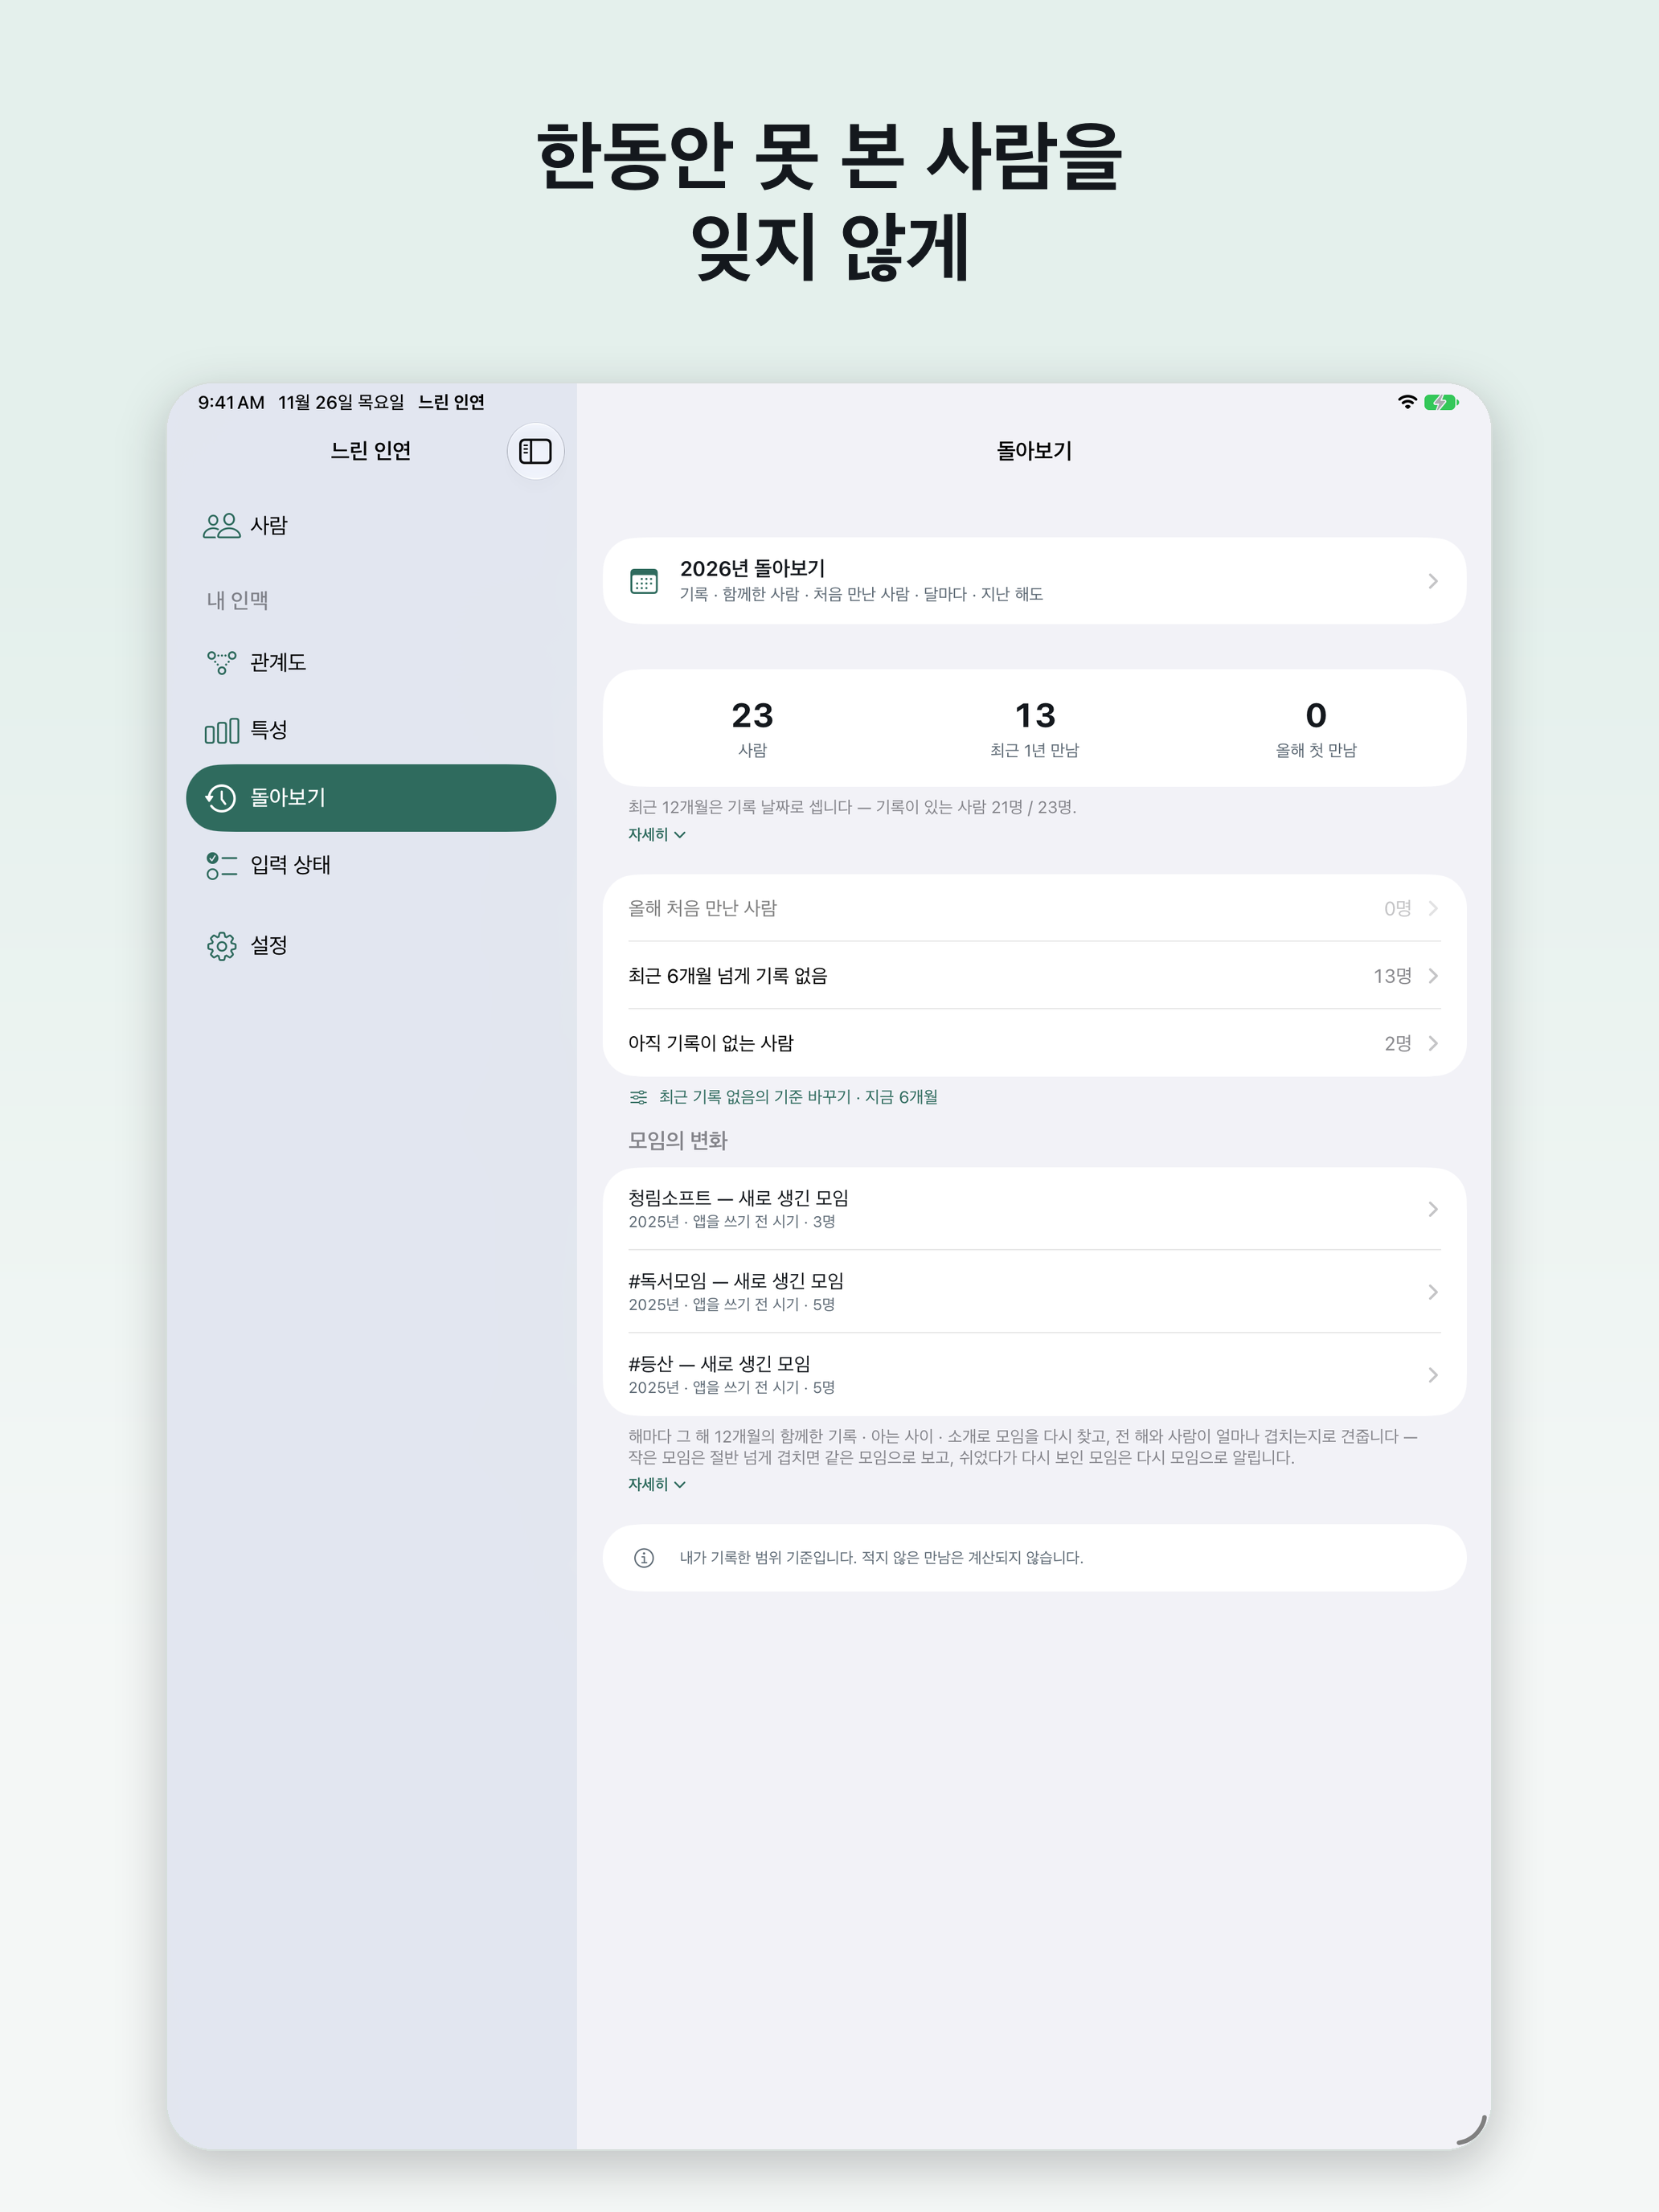 한동안 못 본 사람을
잊지 않게
9:41 AM 11월 26일 목요일 느린 인연
느린 인연
돌아보기
사람
내 인맥
관계도
특성
돌아보기
입력 상태
설정
2026년 돌아보기
기록 · 함께한 사람 · 처음 만난 사람 · 달마다 · 지난 해도
23
사람
13
최근 1년 만남
0
올해 첫 만남
최근 12개월은 기록 날짜로 셉니다 — 기록이 있는 사람 21명 / 23명.
자세히
올해 처음 만난 사람 0명
최근 6개월 넘게 기록 없음 13명
아직 기록이 없는 사람 2명
최근 기록 없음의 기준 바꾸기 · 지금 6개월
모임의 변화
청림소프트 — 새로 생긴 모임
2025년 · 앱을 쓰기 전 시기 · 3명
#독서모임 — 새로 생긴 모임
2025년 · 앱을 쓰기 전 시기 · 5명
#등산 — 새로 생긴 모임
2025년 · 앱을 쓰기 전 시기 · 5명
해마다 그 해 12개월의 함께한 기록 · 아는 사이 · 소개로 모임을 다시 찾고, 전 해와 사람이 얼마나 겹치는지로 견줍니다 —
작은 모임은 절반 넘게 겹치면 같은 모임으로 보고, 쉬었다가 다시 보인 모임은 다시 모임으로 알립니다.
자세히
내가 기록한 범위 기준입니다. 적지 않은 만남은 계산되지 않습니다.